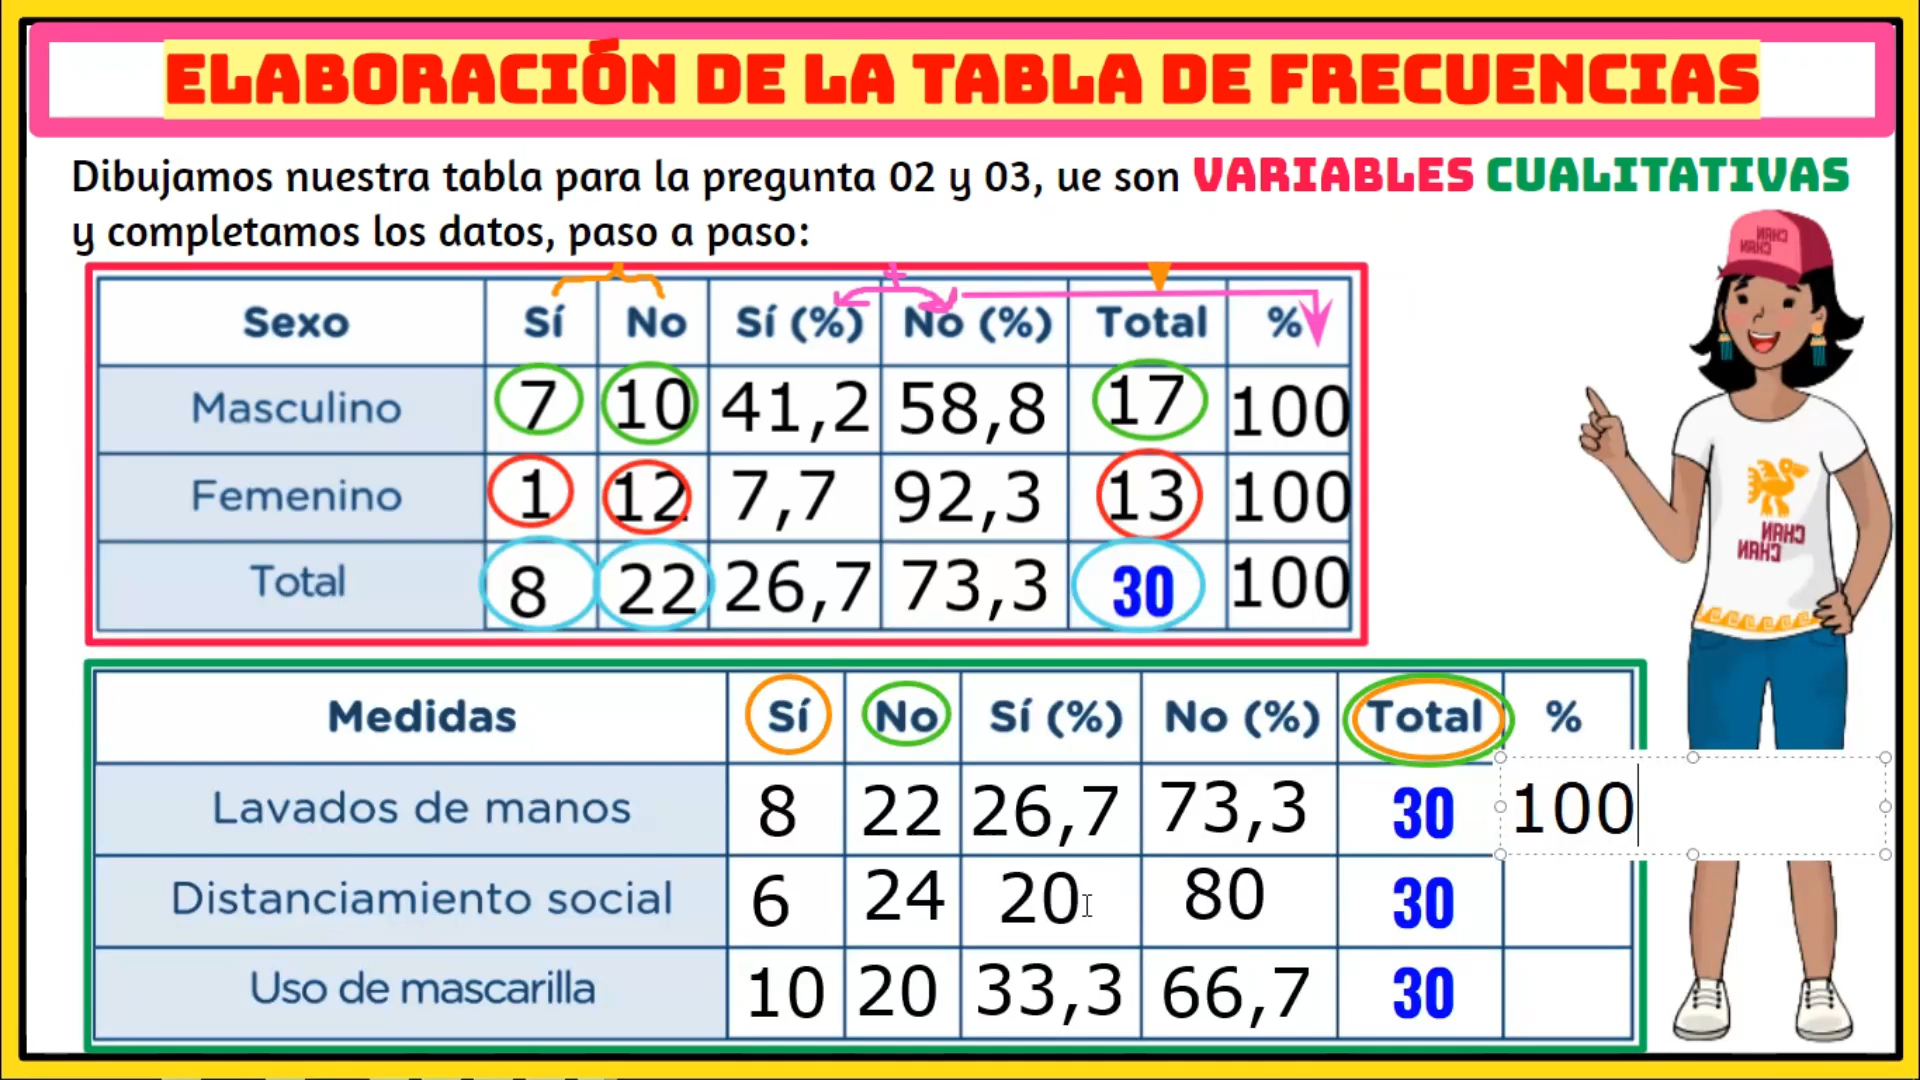 ELABORACIÓN DE LA TABLA DE FRECUENCIAS
Dibujamos nuestra tabla para la pregunta 02 y 03, ue son VARIABLES CUALITATIVAS
y completamos los datos, paso a paso:
Sexo Sí No Sí (%) No (%) Total %
Masculino 7 10 41,2 58,8 17 100
Femenino 1 12 7,7 92,3 13 100
Total 8 22 26,7 73,3 30 100
Medidas Sí No Sí (%) No (%) Total %
Lavados de manos 8 22 26,7 73,3 30 100
Distanciamiento social 6 24 20 80 30
Uso de mascarilla 10 20 33,3 66,7 30
CHAN
CHAN
CHAN
CHAN